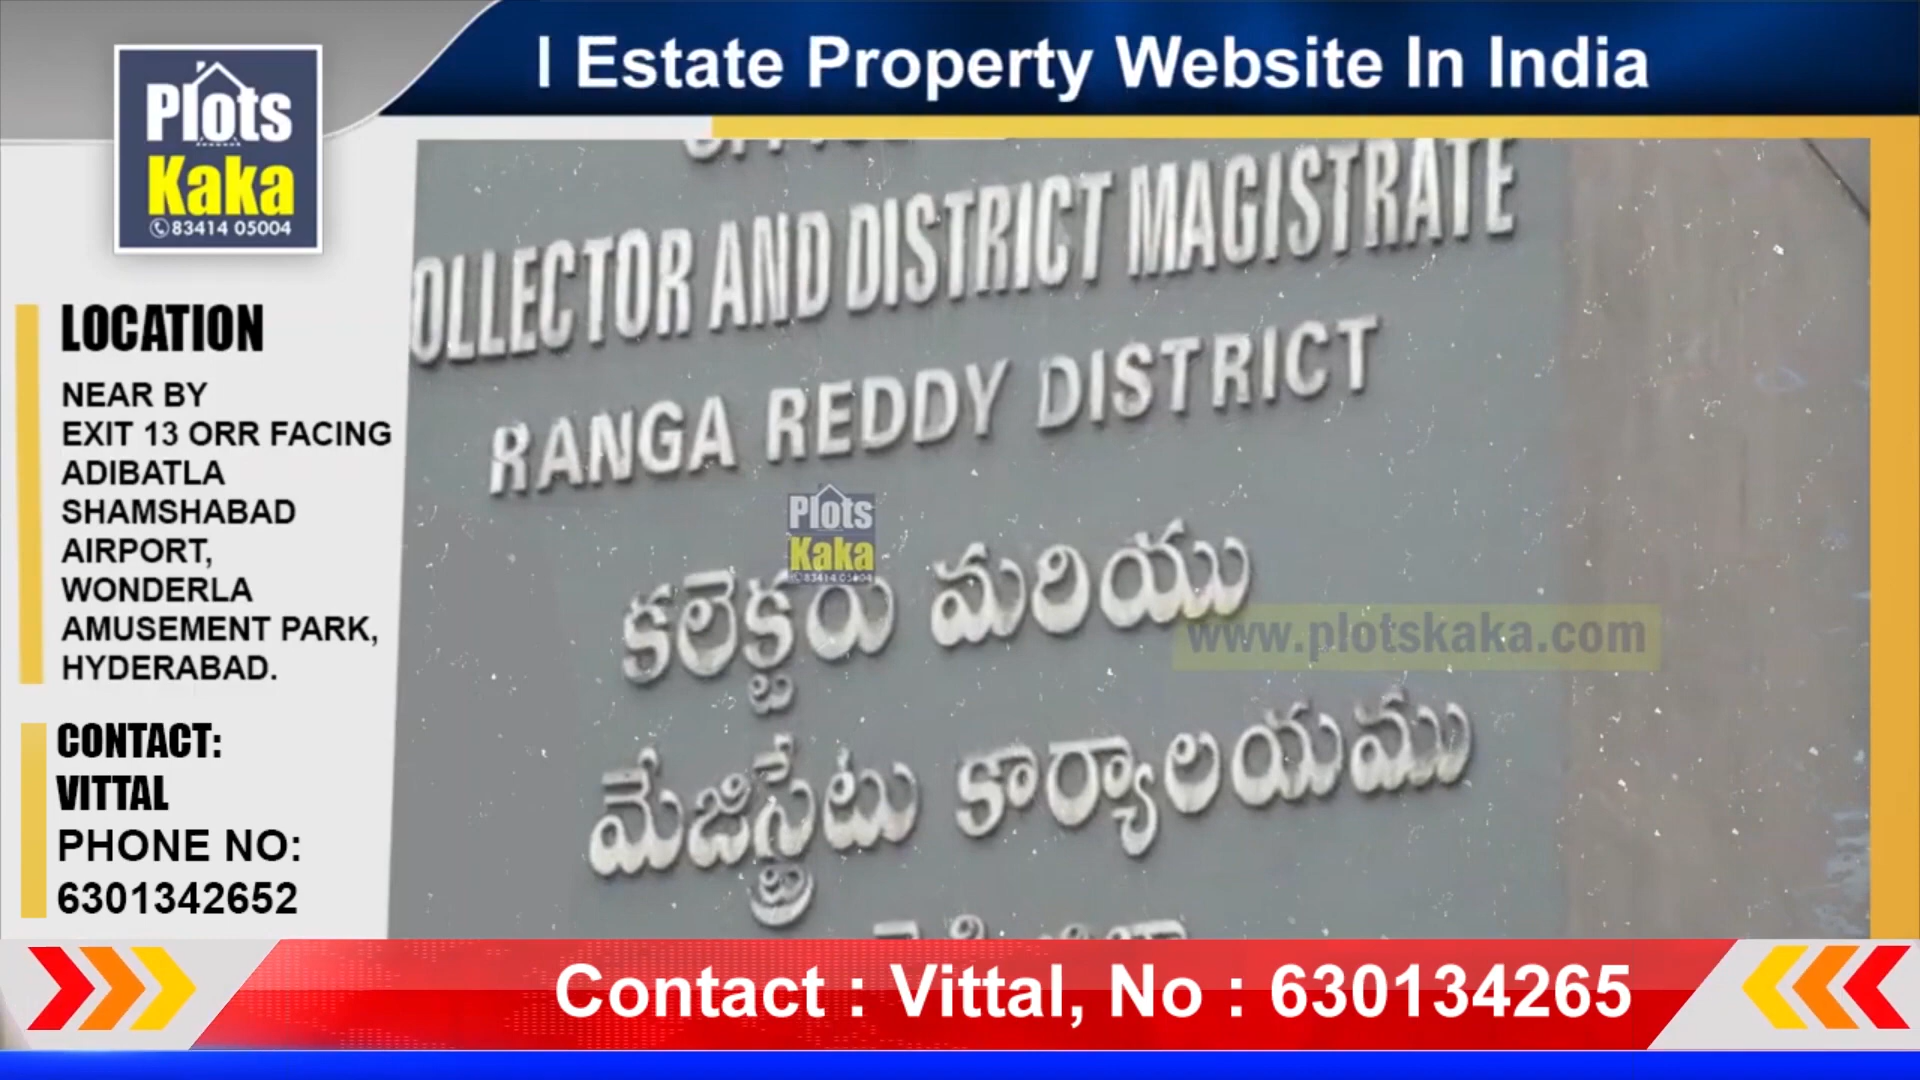 I Estate Property Website In India
Plots
Kaka
83414 05004
LOCATION
NEAR BY
EXIT 13 ORR FACING
ADIBATLA
SHAMSHABAD
AIRPORT,
WONDERLA
AMUSEMENT PARK,
HYDERABAD.
CONTACT:
VITTAL
PHONE NO:
6301342652
OLLECTOR AND DISTRICT MAGISTRATE
RANGA REDDY DISTRICT
Plots
Kaka
83414 05004
కలెక్టరు మరియు
www.plotskaka.com
మేజిస్ట్రేటు కార్యాలయము
Contact : Vittal, No : 630134265